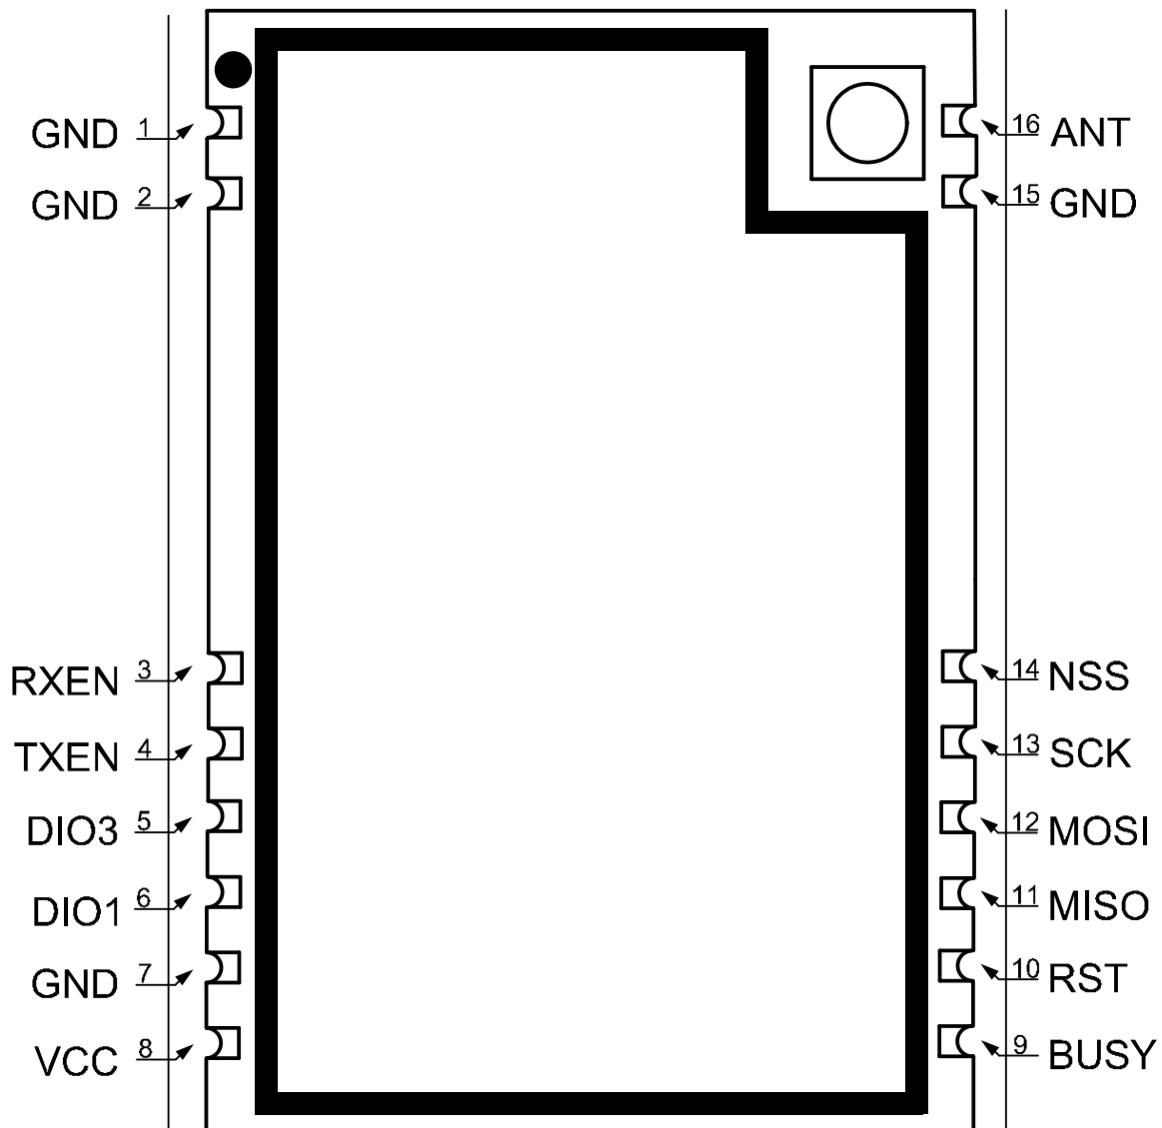 GND 1
GND 2
RXEN 3
TXEN 4
DIO3 5
DIO1 6
GND 7
VCC 8
16 ANT
15 GND
14 NSS
13 SCK
12 MOSI
11 MISO
10 RST
9 BUSY